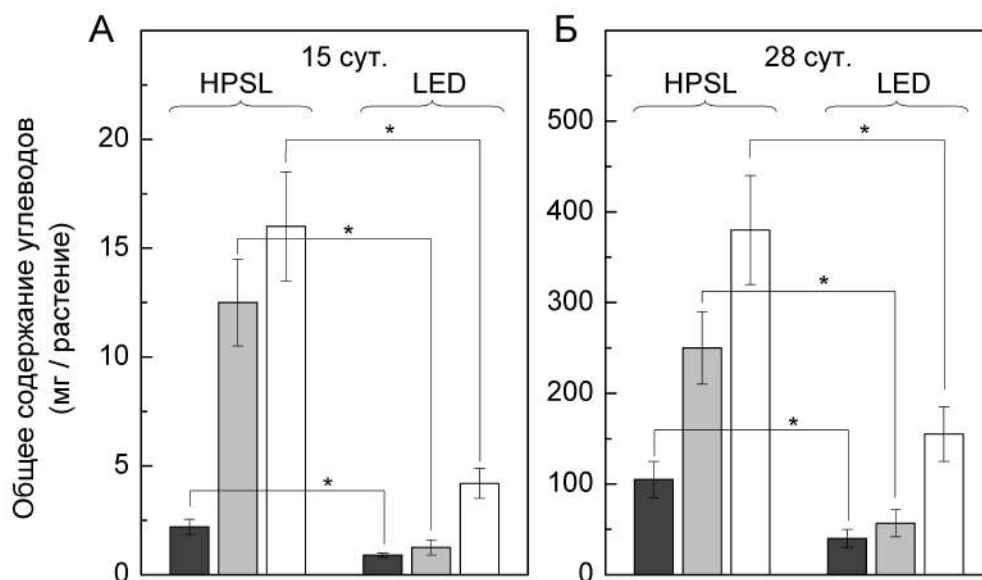 А
15 сут.
HPSL
LED
*
*
*
20
15
10
5
0
Общее содержание углеводов
(мг / растение)
Б
28 сут.
HPSL
LED
*
*
*
500
400
300
200
100
0